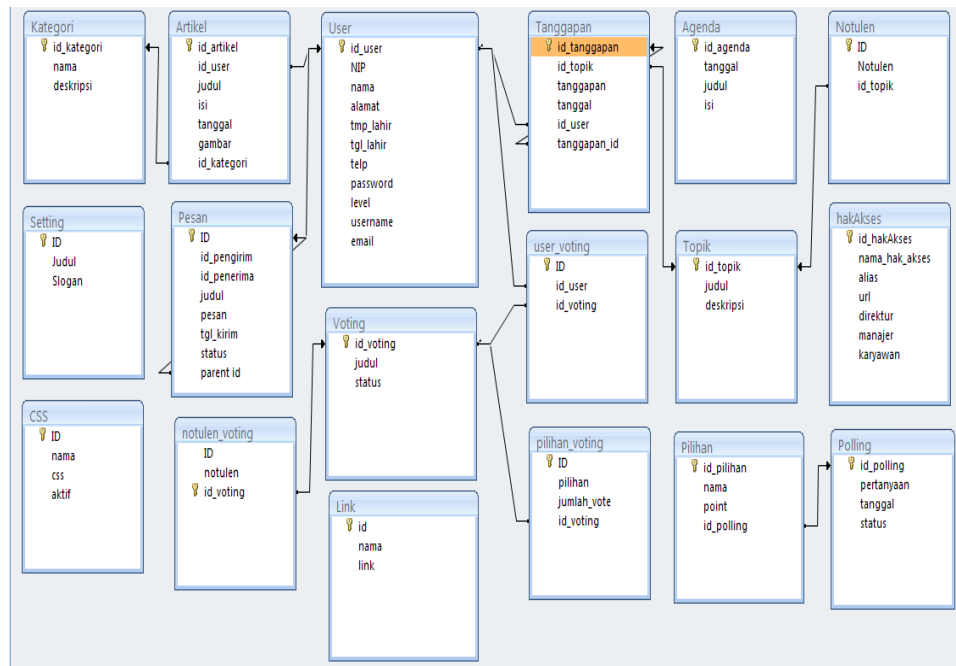 Kategori
id_kategori
nama
deskripsi
Artikel
id_artikel
id_user
judul
isi
tanggal
gambar
id_kategori
User
id_user
NIP
nama
alamat
tmp_lahir
tgl_lahir
telp
password
level
username
email
Tanggapan
id_tanggapan
id_topik
tanggapan
tanggal
id_user
tanggapan_id
Agenda
id_agenda
tanggal
judul
isi
Notulen
ID
Notulen
id_topik
Setting
ID
Judul
Slogan
Pesan
ID
id_pengirim
id_penerima
judul
pesan
tgl_kirim
status
parent id
user_voting
ID
id_user
id_voting
Topik
id_topik
judul
deskripsi
hakAkses
id_hakAkses
nama_hak_akses
alias
url
direktur
manajer
karyawan
Voting
id_voting
judul
status
CSS
ID
nama
css
aktif
notulen_voting
ID
notulen
id_voting
Link
id
nama
link
pilihan_voting
ID
pilihan
jumlah_vote
id_voting
Pilihan
id_pilihan
nama
point
id_polling
Polling
id_polling
pertanyaan
tanggal
status